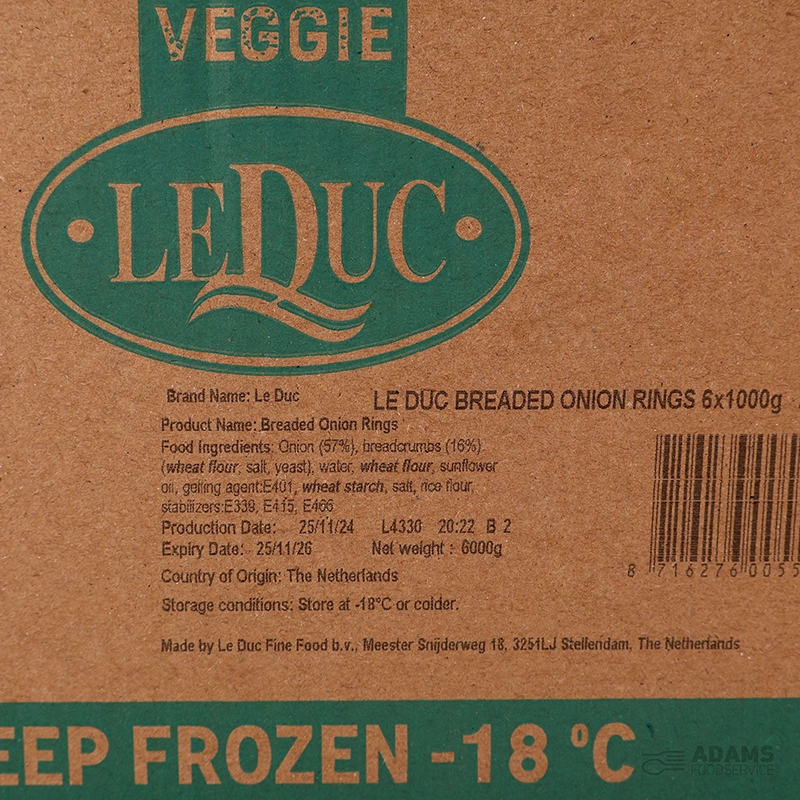 VEGGIE
LEDUC
Brand Name: Le Duc
LE DUC BREADED ONION RINGS 6x1000g
Product Name: Breaded Onion Rings
Food Ingredients: Onion (57%), breadcrumbs (16%)
(wheat flour, salt, yeast), water, wheat flour, sunflower
oil, gelling agent:E401, wheat starch, salt, rice flour,
stabilizers:E339, E415, E466
Production Date: 25/11/24 L4330 20:22 B 2
Expiry Date: 25/11/26 Net weight : 6000g
8 716276 0055
Country of Origin: The Netherlands
Storage conditions: Store at -18°C or colder.
Made by Le Duc Fine Food b.v., Meester Snijderweg 18, 3251LJ Stellendam, The Netherlands
EEP FROZEN -18 °C
ADAMS
FOODSERVICE